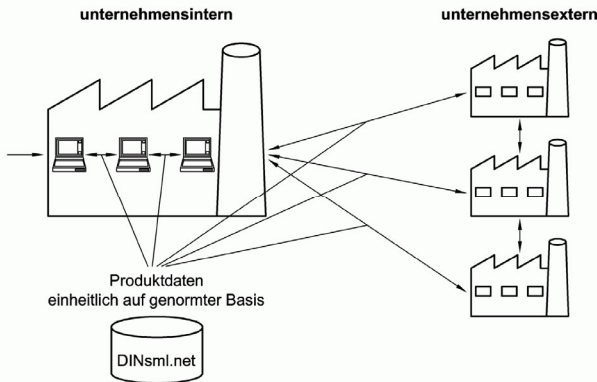 unternehmensintern
unternehmensextern
Produktdaten
einheitlich auf genormter Basis
DINsml.net